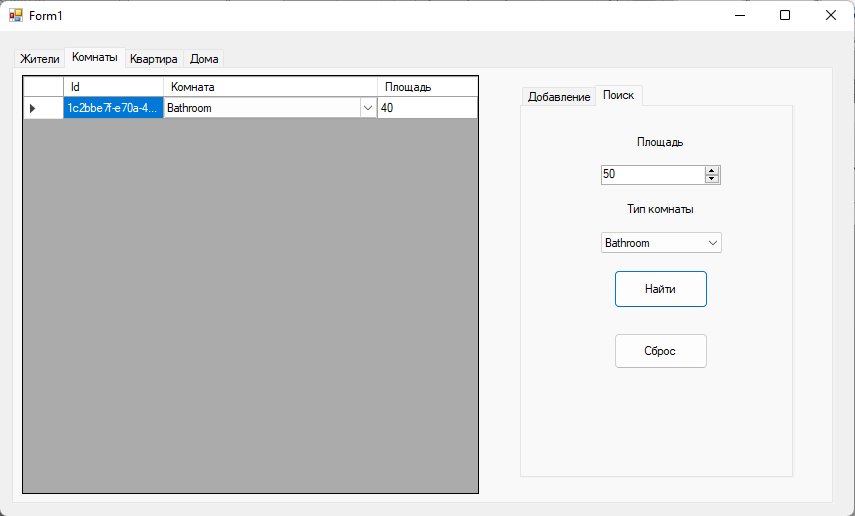 Form1
Жители Комнаты Квартира Дома
Id Комната Площадь
1c2bbe7f-e70a-4... Bathroom 40
Добавление Поиск
Площадь
50
Тип комнаты
Bathroom
Найти
Сброс